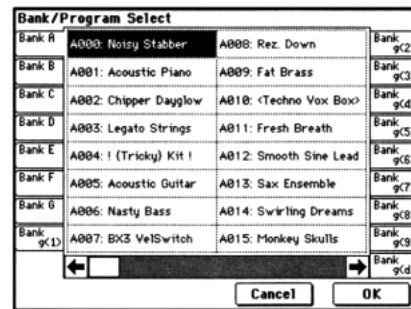 Bank/Program Select
Bank A
Bank B
Bank C
Bank D
Bank E
Bank F
Bank G
Bank g(1)
A000: Noisy Stabber
A001: Acoustic Piano
A002: Chipper Dayglow
A003: Legato Strings
A004: ! {Tricky} Kit !
A005: Acoustic Guitar
A006: Nasty Bass
A007: BX3 VelSwitch
A008: Rez. Down
A009: Fat Brass
A010: <Techno Vox Box>
A011: Fresh Breath
A012: Smooth Sine Lead
A013: Sax Ensemble
A014: Swirling Dreams
A015: Monkey Skulls
Bank g(2
Bank g(3
Bank g(4
Bank g(5
Bank g(6
Bank g(7
Bank g(8
Bank g(9
Bank g(d
Cancel
OK